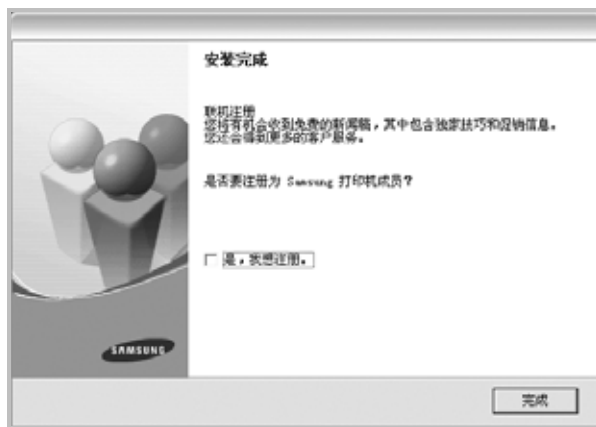 安装完成
联机注册
您将有机会收到免费的新闻稿，其中包含独家技巧和促销信息。
您还会得到更多的客户服务。
是否要注册为 Samsung 打印机成员？
是，我想注册。
SAMSUNG
完成